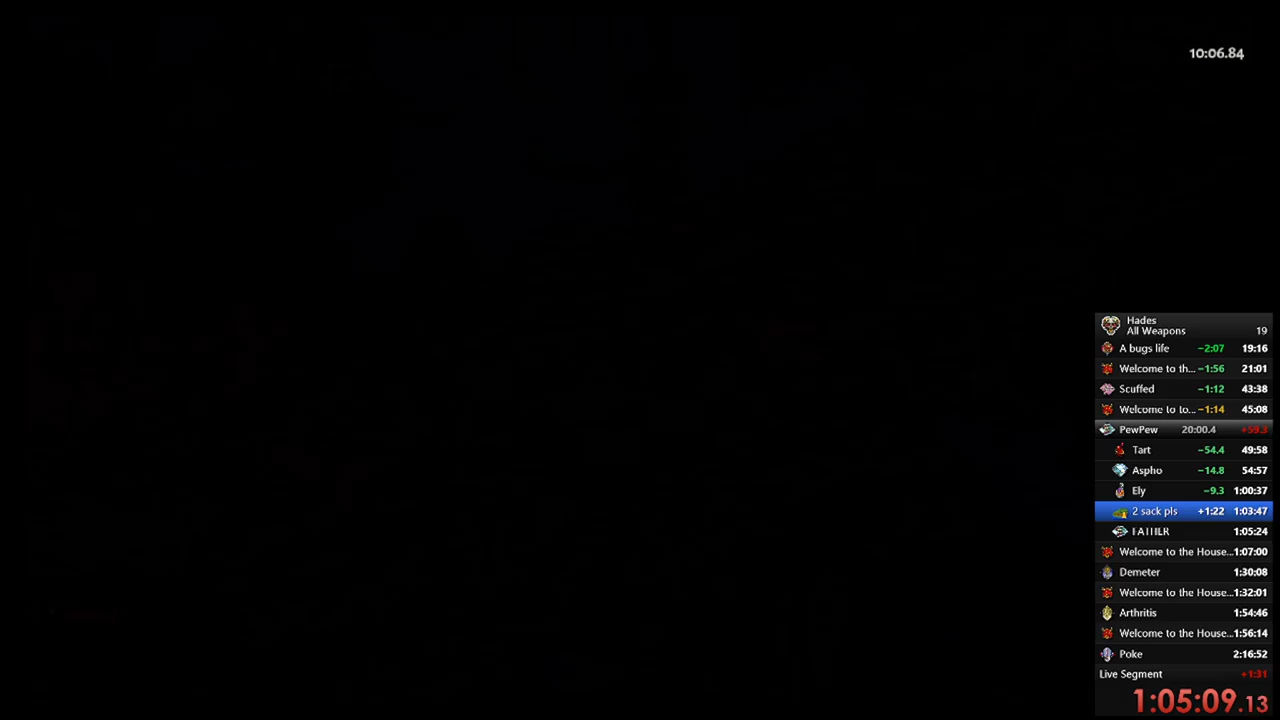 10:06.84
Hades
All Weapons 19
A bugs life −2:07 19:16
Welcome to th... −1:56 21:01
Scuffed −1:12 43:38
Welcome to to... −1:14 45:08
PewPew 20:00.4 +59.3
Tart −54.4 49:58
Aspho −14.8 54:57
Ely −9.3 1:00:37
2 sack pls +1:22 1:03:47
FATHER 1:05:24
Welcome to the House... 1:07:00
Demeter 1:30:08
Welcome to the House... 1:32:01
Arthritis 1:54:46
Welcome to the House... 1:56:14
Poke 2:16:52
Live Segment +1:31
1:05:09.13